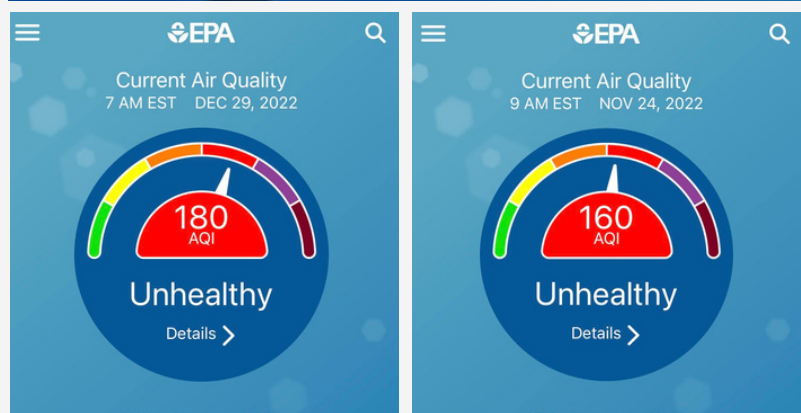 EPA
Current Air Quality
7 AM EST DEC 29, 2022
180
AQI
Unhealthy
Details
EPA
Current Air Quality
9 AM EST NOV 24, 2022
160
AQI
Unhealthy
Details